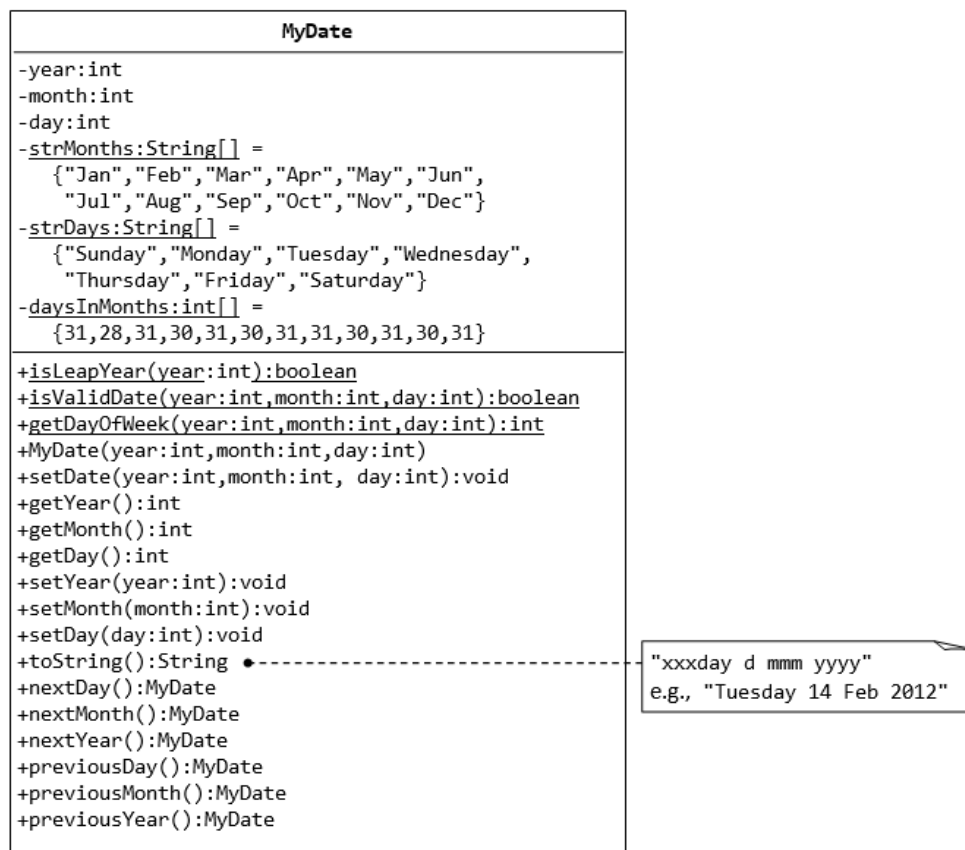 MyDate
-year:int
-month:int
-day:int
-strMonths:String[] =
{"Jan","Feb","Mar","Apr","May","Jun",
"Jul","Aug","Sep","Oct","Nov","Dec"}
-strDays:String[] =
{"Sunday","Monday","Tuesday","Wednesday",
"Thursday","Friday","Saturday"}
-daysInMonths:int[] =
{31,28,31,30,31,30,31,31,30,31,30,31}
+isLeapYear(year:int):boolean
+isValidDate(year:int,month:int,day:int):boolean
+getDayOfWeek(year:int,month:int,day:int):int
+MyDate(year:int,month:int,day:int)
+setDate(year:int,month:int, day:int):void
+getYear():int
+getMonth():int
+getDay():int
+setYear(year:int):void
+setMonth(month:int):void
+setDay(day:int):void
+toString():String
"xxxday d mmm yyyy"
e.g., "Tuesday 14 Feb 2012"
+nextDay():MyDate
+nextMonth():MyDate
+nextYear():MyDate
+previousDay():MyDate
+previousMonth():MyDate
+previousYear():MyDate